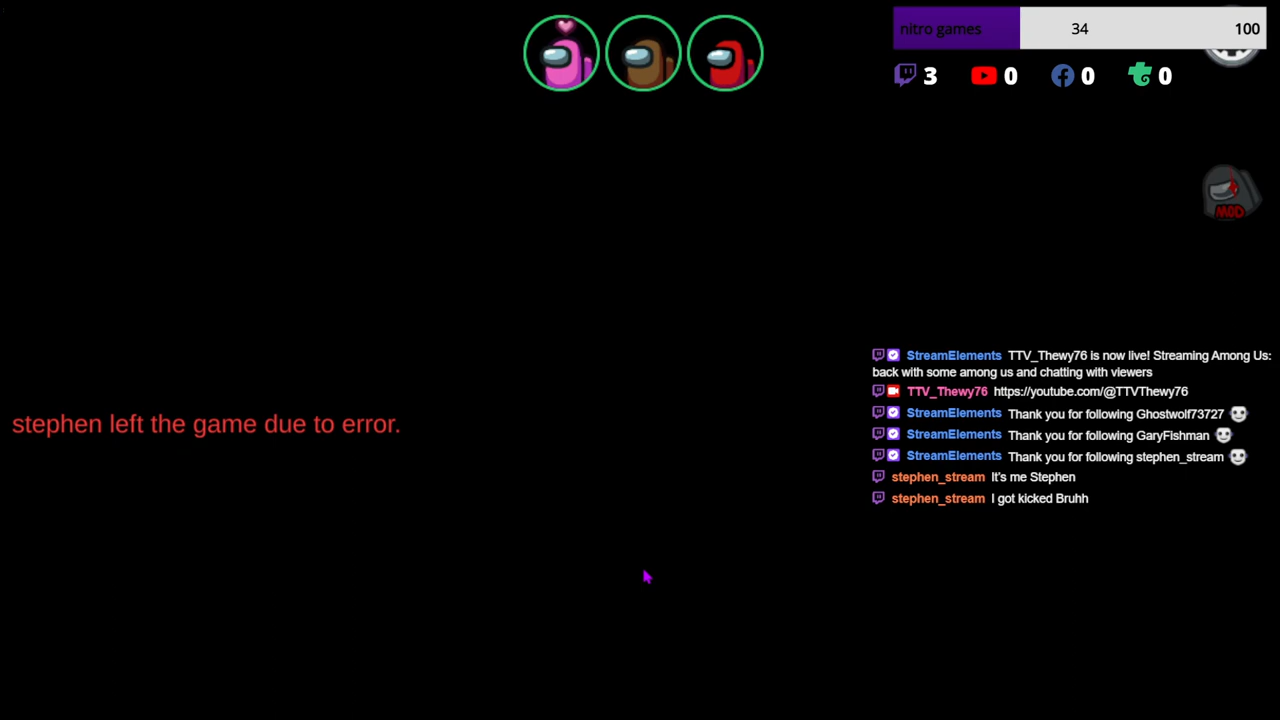 nitro games 34 100
3 0 0 0
MOD
StreamElements TTV_Thewy76 is now live! Streaming Among Us:
back with some among us and chatting with viewers
TTV_Thewy76 https://youtube.com/@TTVThewy76
StreamElements Thank you for following Ghostwolf73727
stephen left the game due to error.
StreamElements Thank you for following GaryFishman
StreamElements Thank you for following stephen_stream
stephen_stream It's me Stephen
stephen_stream I got kicked Bruhh